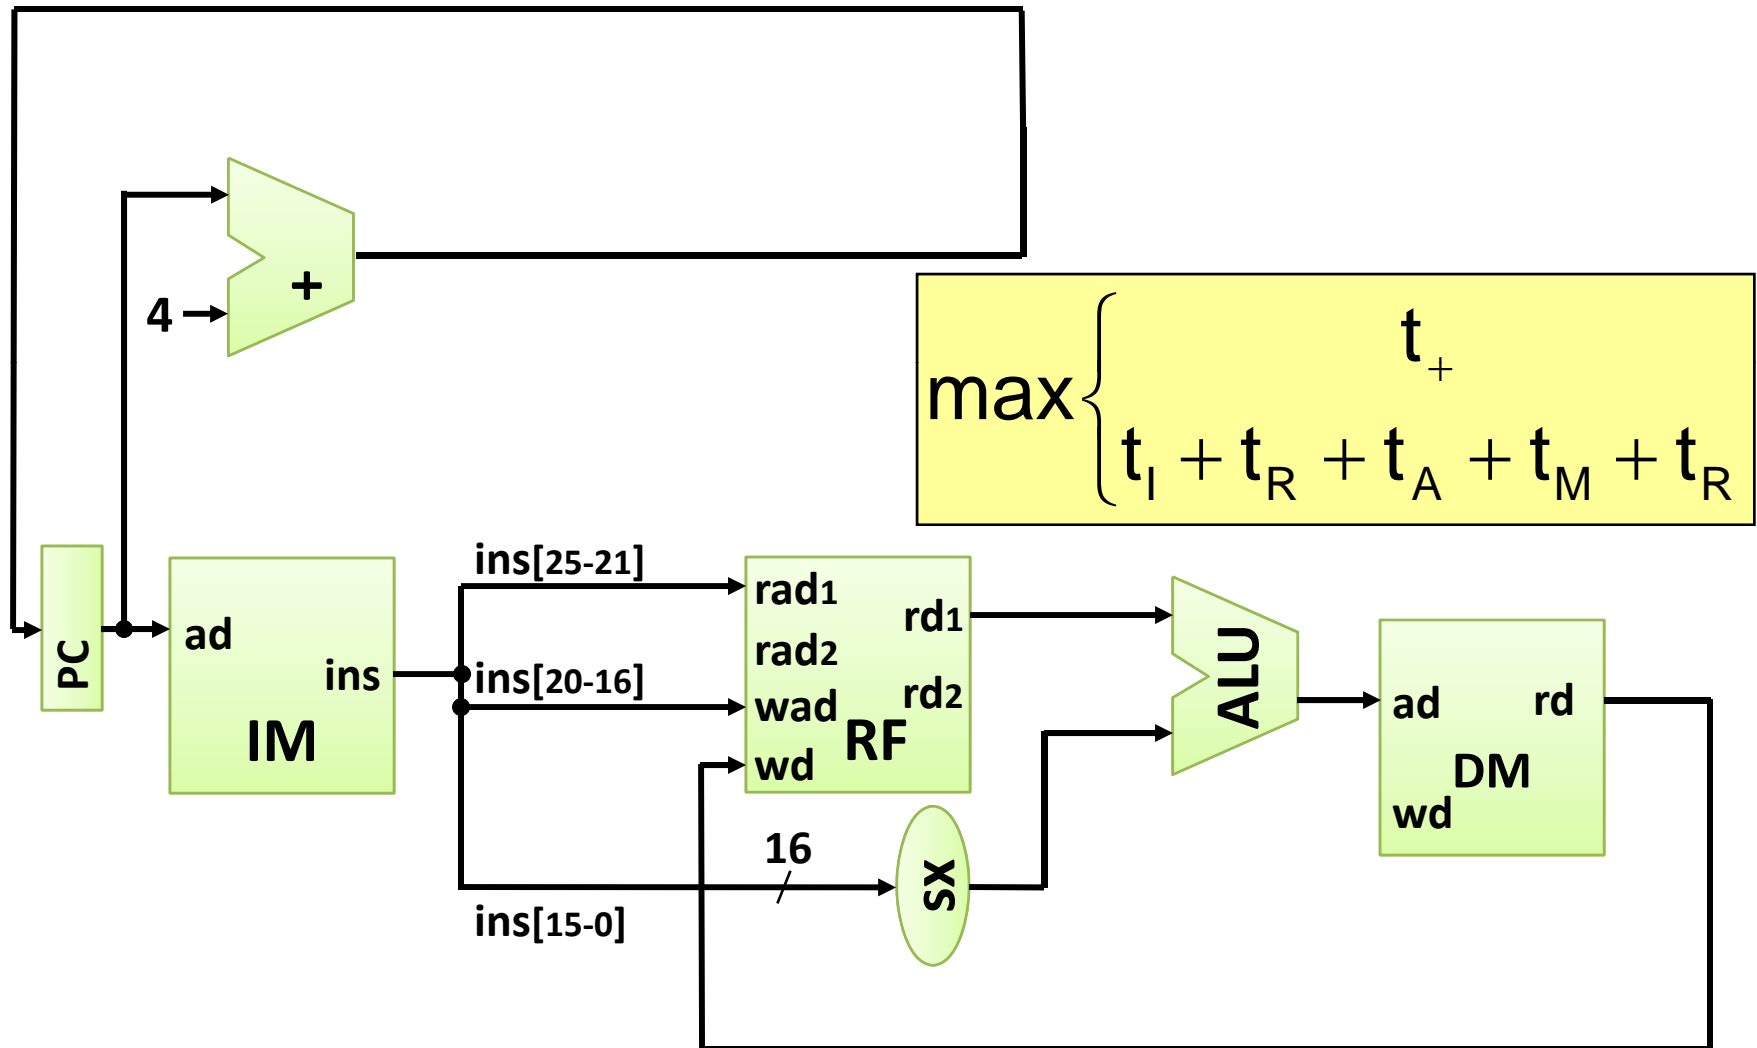 +
4
max { t+
tI + tR + tA + tM + tR
PC
ad
ins
IM
ins[25-21]
ins[20-16]
ins[15-0]
rad1
rad2
wad
wd
rd1
rd2
RF
16
sx
ALU
ad
rd
DM
wd